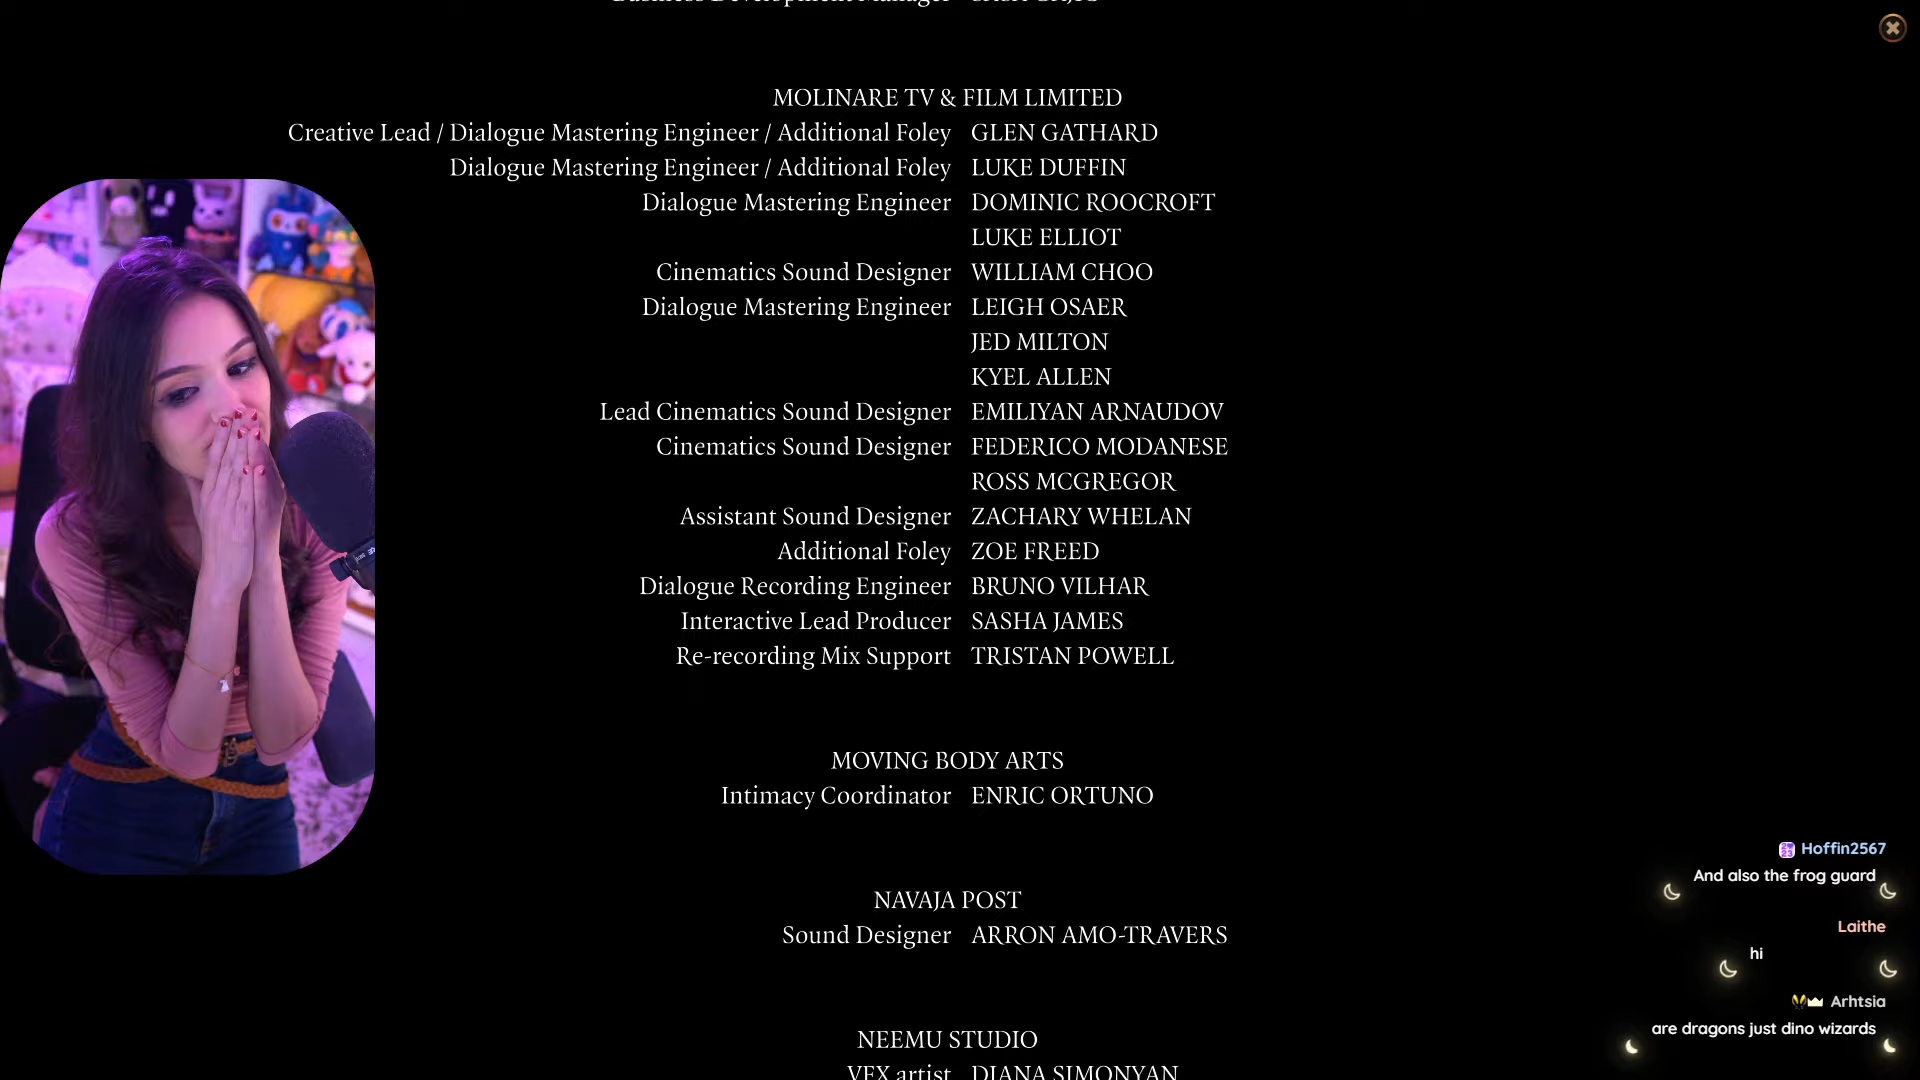 MOLINARE TV & FILM LIMITED
Creative Lead / Dialogue Mastering Engineer / Additional Foley GLEN GATHARD
Dialogue Mastering Engineer / Additional Foley LUKE DUFFIN
Dialogue Mastering Engineer DOMINIC ROOCROFT
LUKE ELLIOT
Cinematics Sound Designer WILLIAM CHOO
Dialogue Mastering Engineer LEIGH OSAER
JED MILTON
KYEL ALLEN
Lead Cinematics Sound Designer EMILIYAN ARNAUDOV
Cinematics Sound Designer FEDERICO MODANESE
ROSS MCGREGOR
Assistant Sound Designer ZACHARY WHELAN
Additional Foley ZOE FREED
Dialogue Recording Engineer BRUNO VILHAR
Interactive Lead Producer SASHA JAMES
Re-recording Mix Support TRISTAN POWELL
MOVING BODY ARTS
Intimacy Coordinator ENRIC ORTUNO
NAVAJA POST
Sound Designer ARRON AMO-TRAVERS
NEEMU STUDIO
VFX artist DIANA SIMONYAN
Hoffin2567
And also the frog guard
Laithe
hi
Arhtsia
are dragons just dino wizards